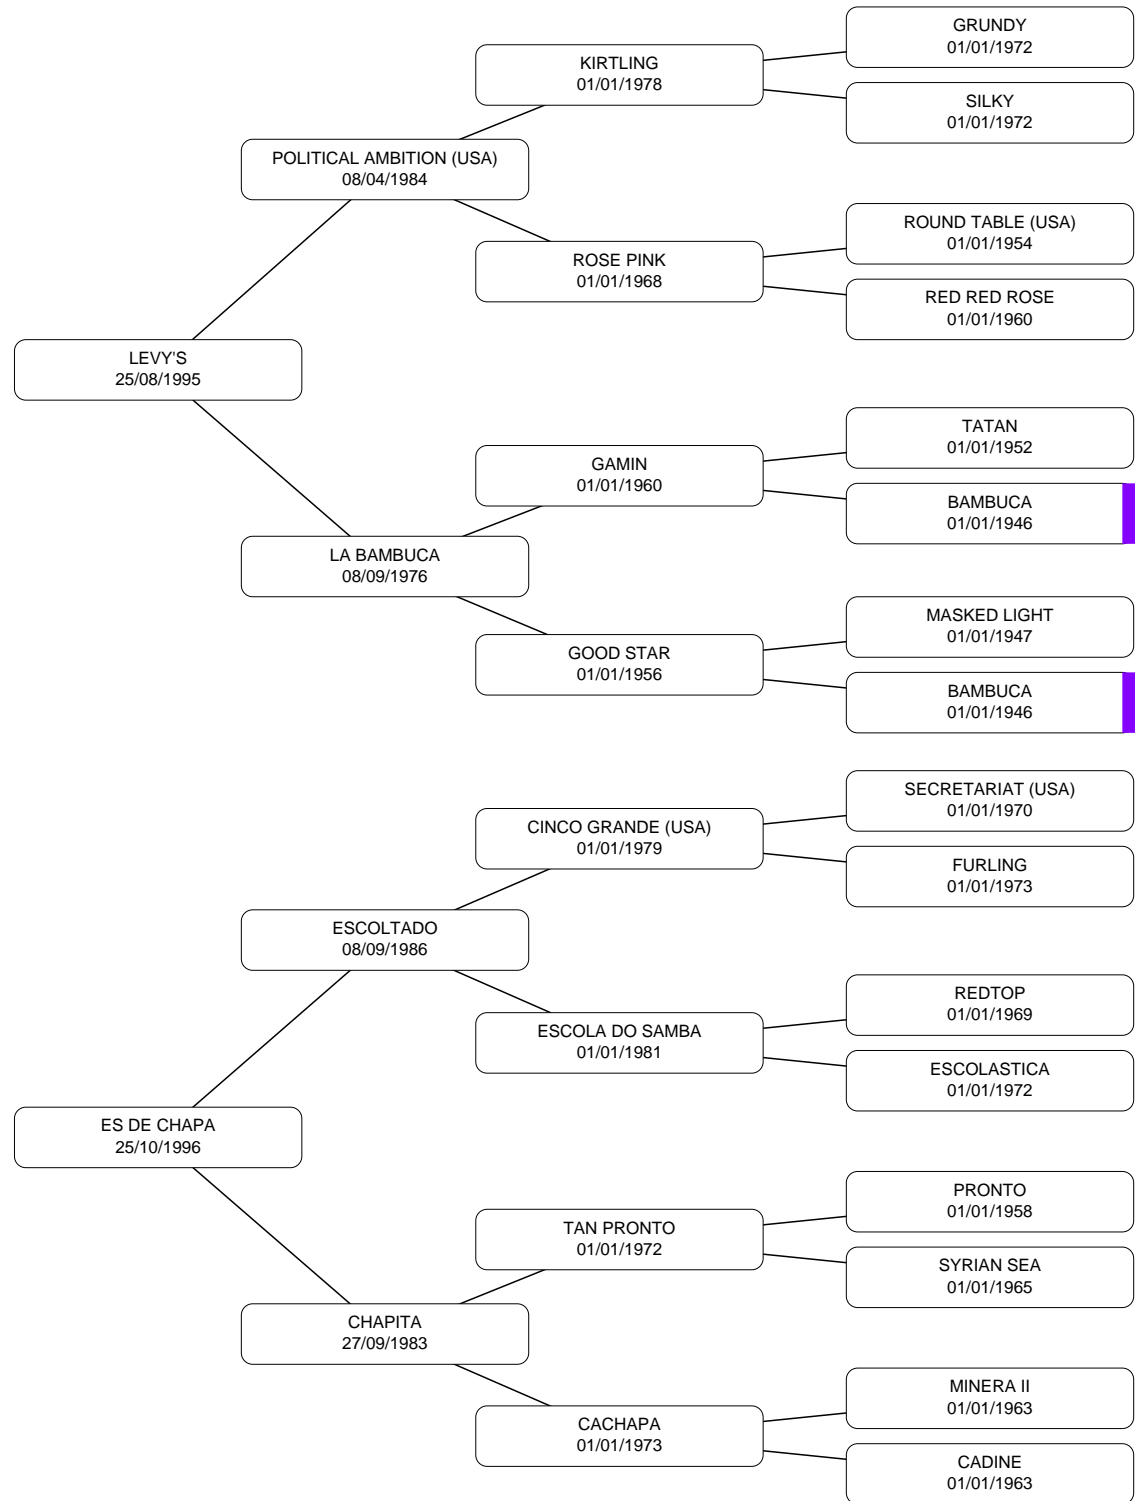 GRUNDY
01/01/1972
KIRTLING
01/01/1978
SILKY
01/01/1972
POLITICAL AMBITION (USA)
08/04/1984
ROUND TABLE (USA)
01/01/1954
ROSE PINK
01/01/1968
RED RED ROSE
01/01/1960
LEVY'S
25/08/1995
TATAN
01/01/1952
GAMIN
01/01/1960
BAMBUCA
01/01/1946
LA BAMBUCA
08/09/1976
MASKED LIGHT
01/01/1947
GOOD STAR
01/01/1956
BAMBUCA
01/01/1946
SECRETARIAT (USA)
01/01/1970
CINCO GRANDE (USA)
01/01/1979
FURLING
01/01/1973
ESCOLTADO
08/09/1986
REDTOP
01/01/1969
ESCOLA DO SAMBA
01/01/1981
ESCOLASTICA
01/01/1972
ES DE CHAPA
25/10/1996
PRONTO
01/01/1958
TAN PRONTO
01/01/1972
SYRIAN SEA
01/01/1965
CHAPITA
27/09/1983
MINERA II
01/01/1963
CACHAPA
01/01/1973
CADINE
01/01/1963